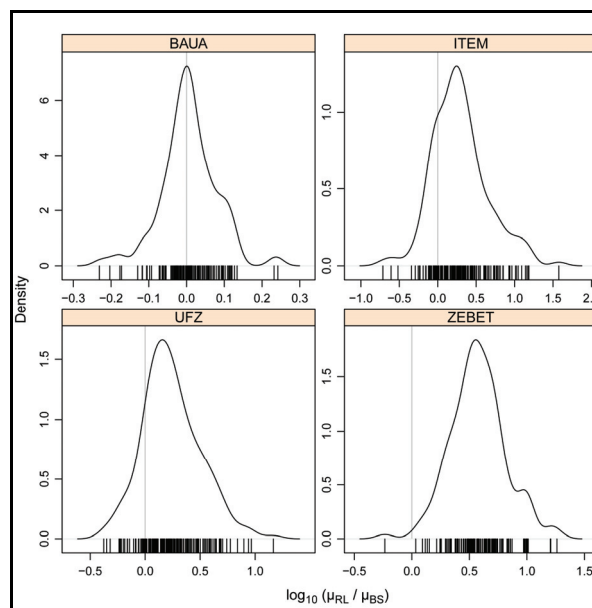 BAUA
ITEM
0 2 4 6
0.0 0.5 1.0
-0.3 -0.2 -0.1 0.0 0.1 0.2 0.3
-1.0 -0.5 0.0 0.5 1.0 1.5 2.0
Density
UFZ
ZEBET
0.0 0.5 1.0 1.5
0.0 0.5 1.0 1.5
-0.5 0.0 0.5 1.0
-0.5 0.0 0.5 1.0 1.5
log10 (μRL / μBS)